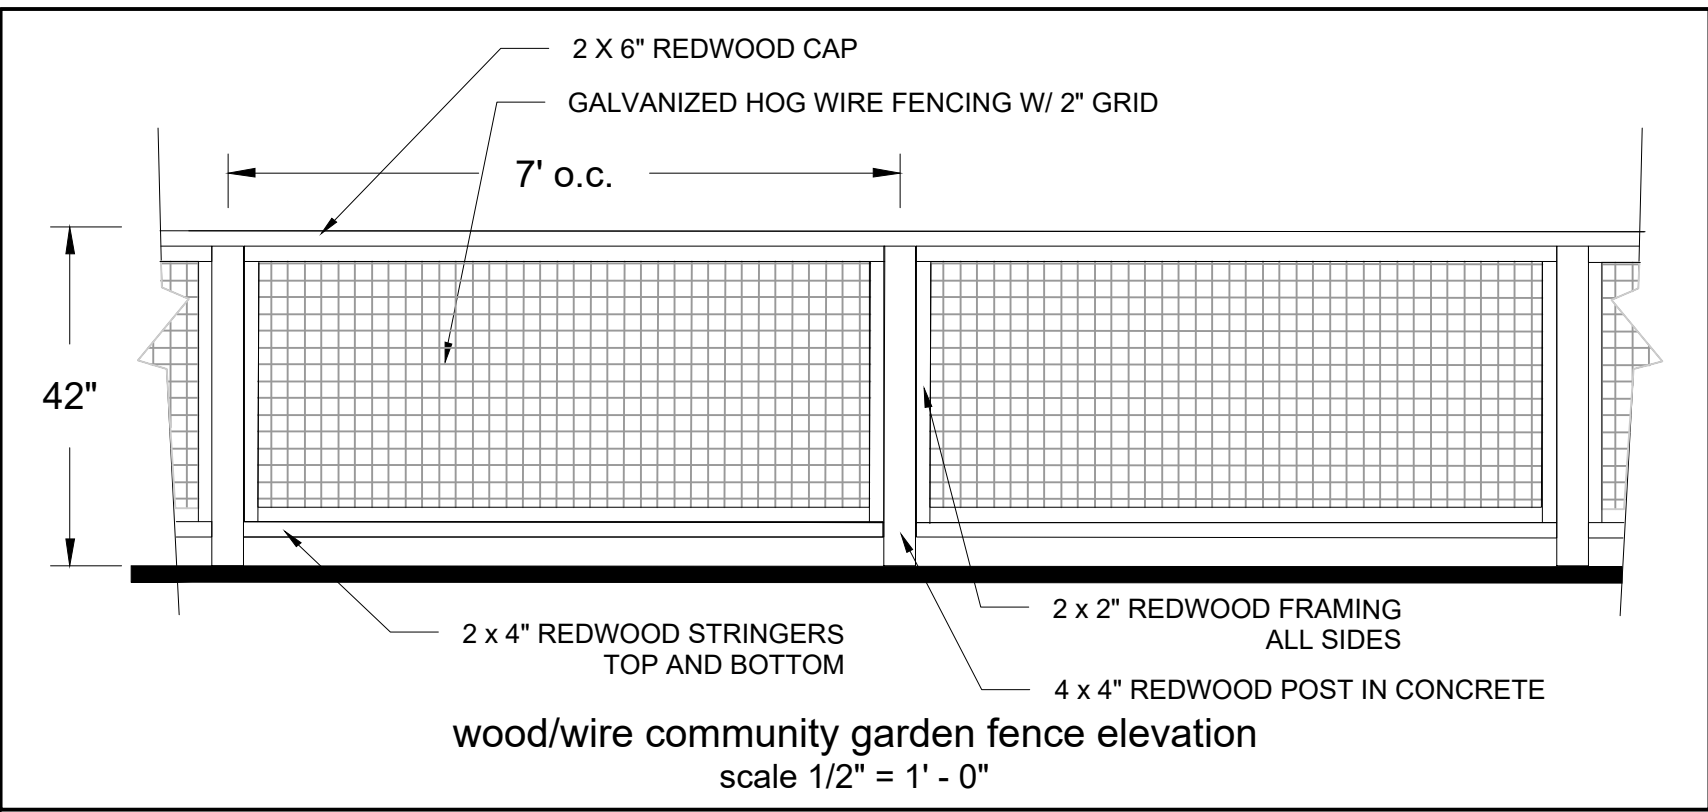 2 X 6" REDWOOD CAP
GALVANIZED HOG WIRE FENCING W/ 2" GRID
7' o.c.
42"
2 x 4" REDWOOD STRINGERS
TOP AND BOTTOM
2 x 2" REDWOOD FRAMING
ALL SIDES
4 x 4" REDWOOD POST IN CONCRETE
wood/wire community garden fence elevation
scale 1/2" = 1' - 0"